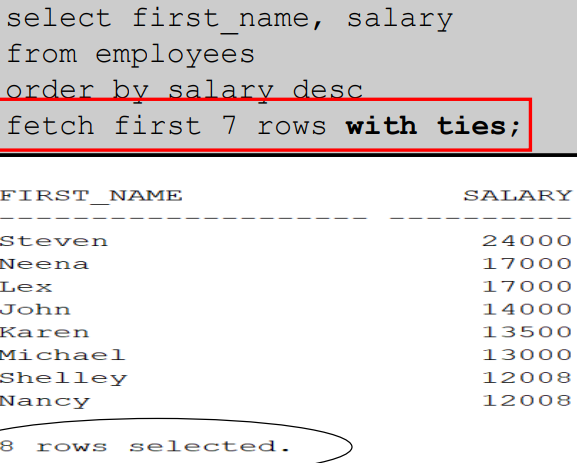 select first_name, salary
from employees
order by salary desc
fetch first 7 rows with ties;
FIRST_NAME SALARY
-------------------- ----------
Steven 24000
Neena 17000
Lex 17000
John 14000
Karen 13500
Michael 13000
Shelley 12008
Nancy 12008
8 rows selected.